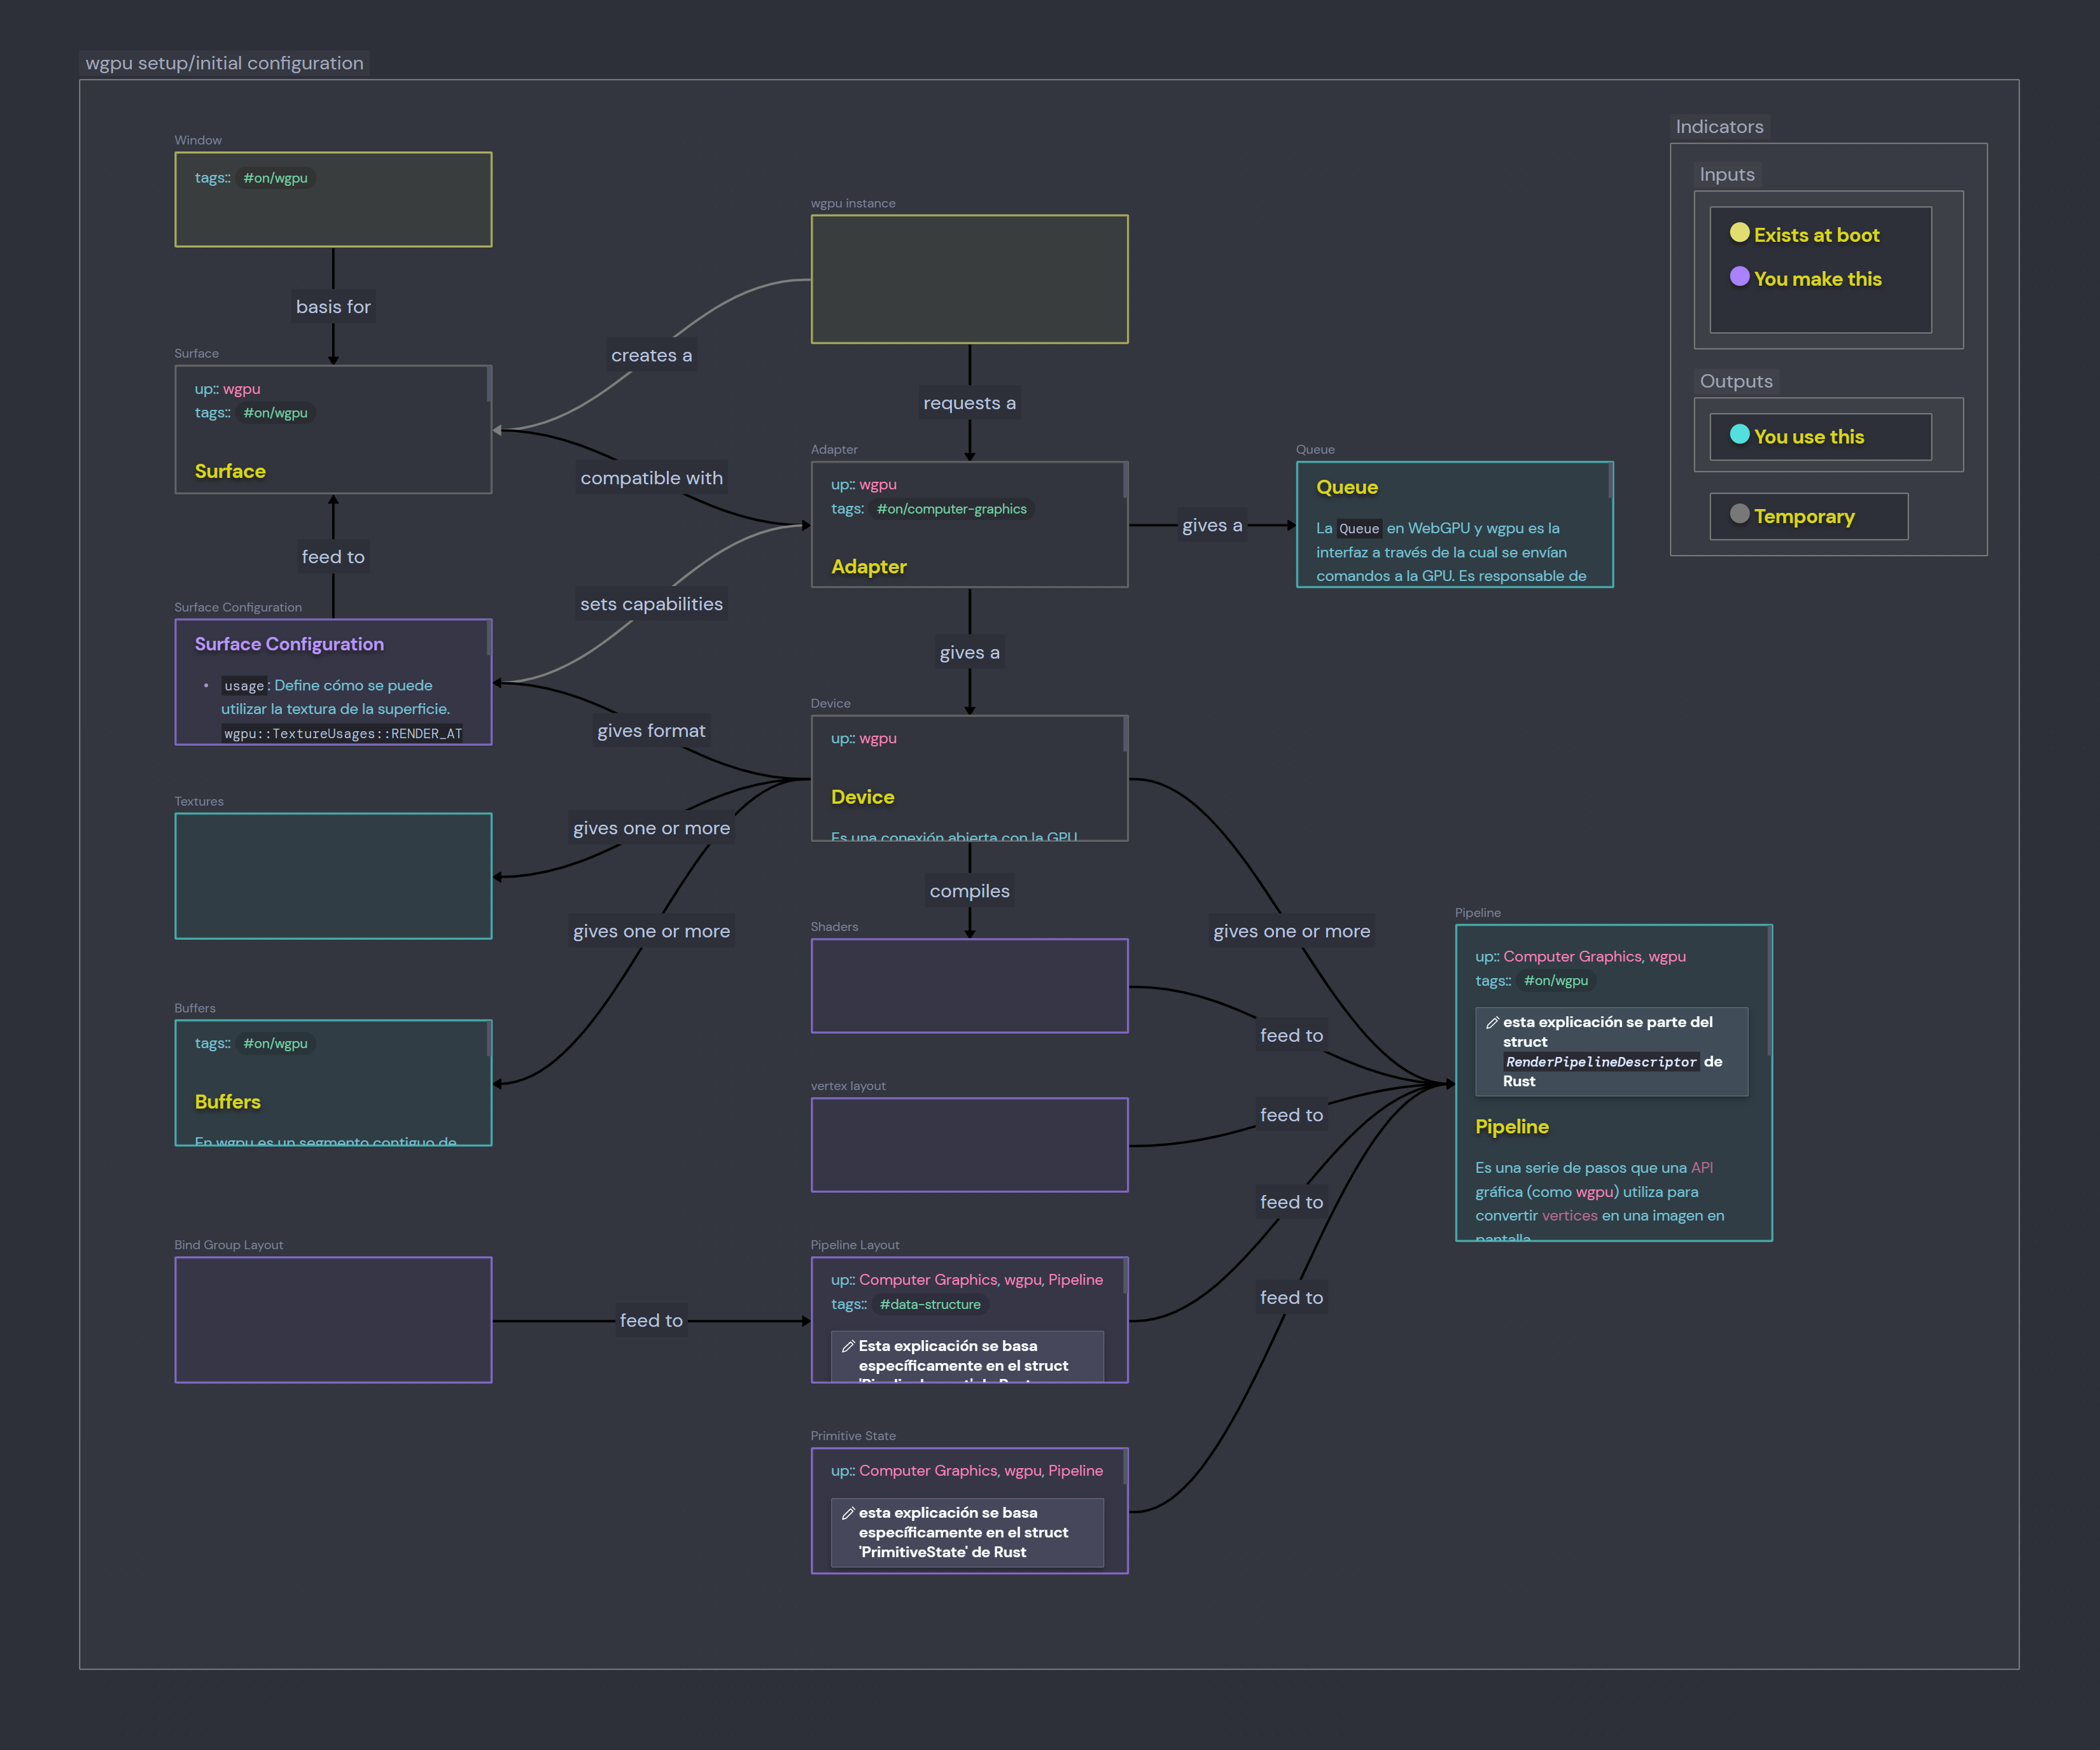 wgpu setup/initial configuration
Indicators
Inputs
Exists at boot
You make this
Outputs
You use this
Temporary
Window
tags:: #on/wgpu
wgpu instance
basis for
creates a
requests a
Surface
up:: wgpu
tags:: #on/wgpu
Surface
compatible with
Adapter
up:: wgpu
tags: #on/computer-graphics
Adapter
gives a
Queue
Queue
La Queue en WebGPU y wgpu es la
interfaz a través de la cual se envían
comandos a la GPU. Es responsable de
feed to
sets capabilities
gives a
Surface Configuration
Surface Configuration
• usage: Define cómo se puede
utilizar la textura de la superficie.
wgpu::TextureUsages::RENDER_AT
gives format
Device
up:: wgpu
Device
Es una conexión abierta con la GPU
Textures
gives one or more
compiles
gives one or more
gives one or more
Shaders
feed to
Pipeline
up:: Computer Graphics, wgpu
tags:: #on/wgpu
esta explicación se parte del
struct
RenderPipelineDescriptor de
Rust
Pipeline
Es una serie de pasos que una API
gráfica (como wgpu) utiliza para
convertir vertices en una imagen en
pantalla
Buffers
tags:: #on/wgpu
Buffers
En wgpu es un segmento contiguo de
vertex layout
feed to
feed to
feed to
Bind Group Layout
feed to
Pipeline Layout
up:: Computer Graphics, wgpu, Pipeline
tags:: #data-structure
Esta explicación se basa
específicamente en el struct
Primitive State
up:: Computer Graphics, wgpu, Pipeline
esta explicación se basa
específicamente en el struct
'PrimitiveState' de Rust